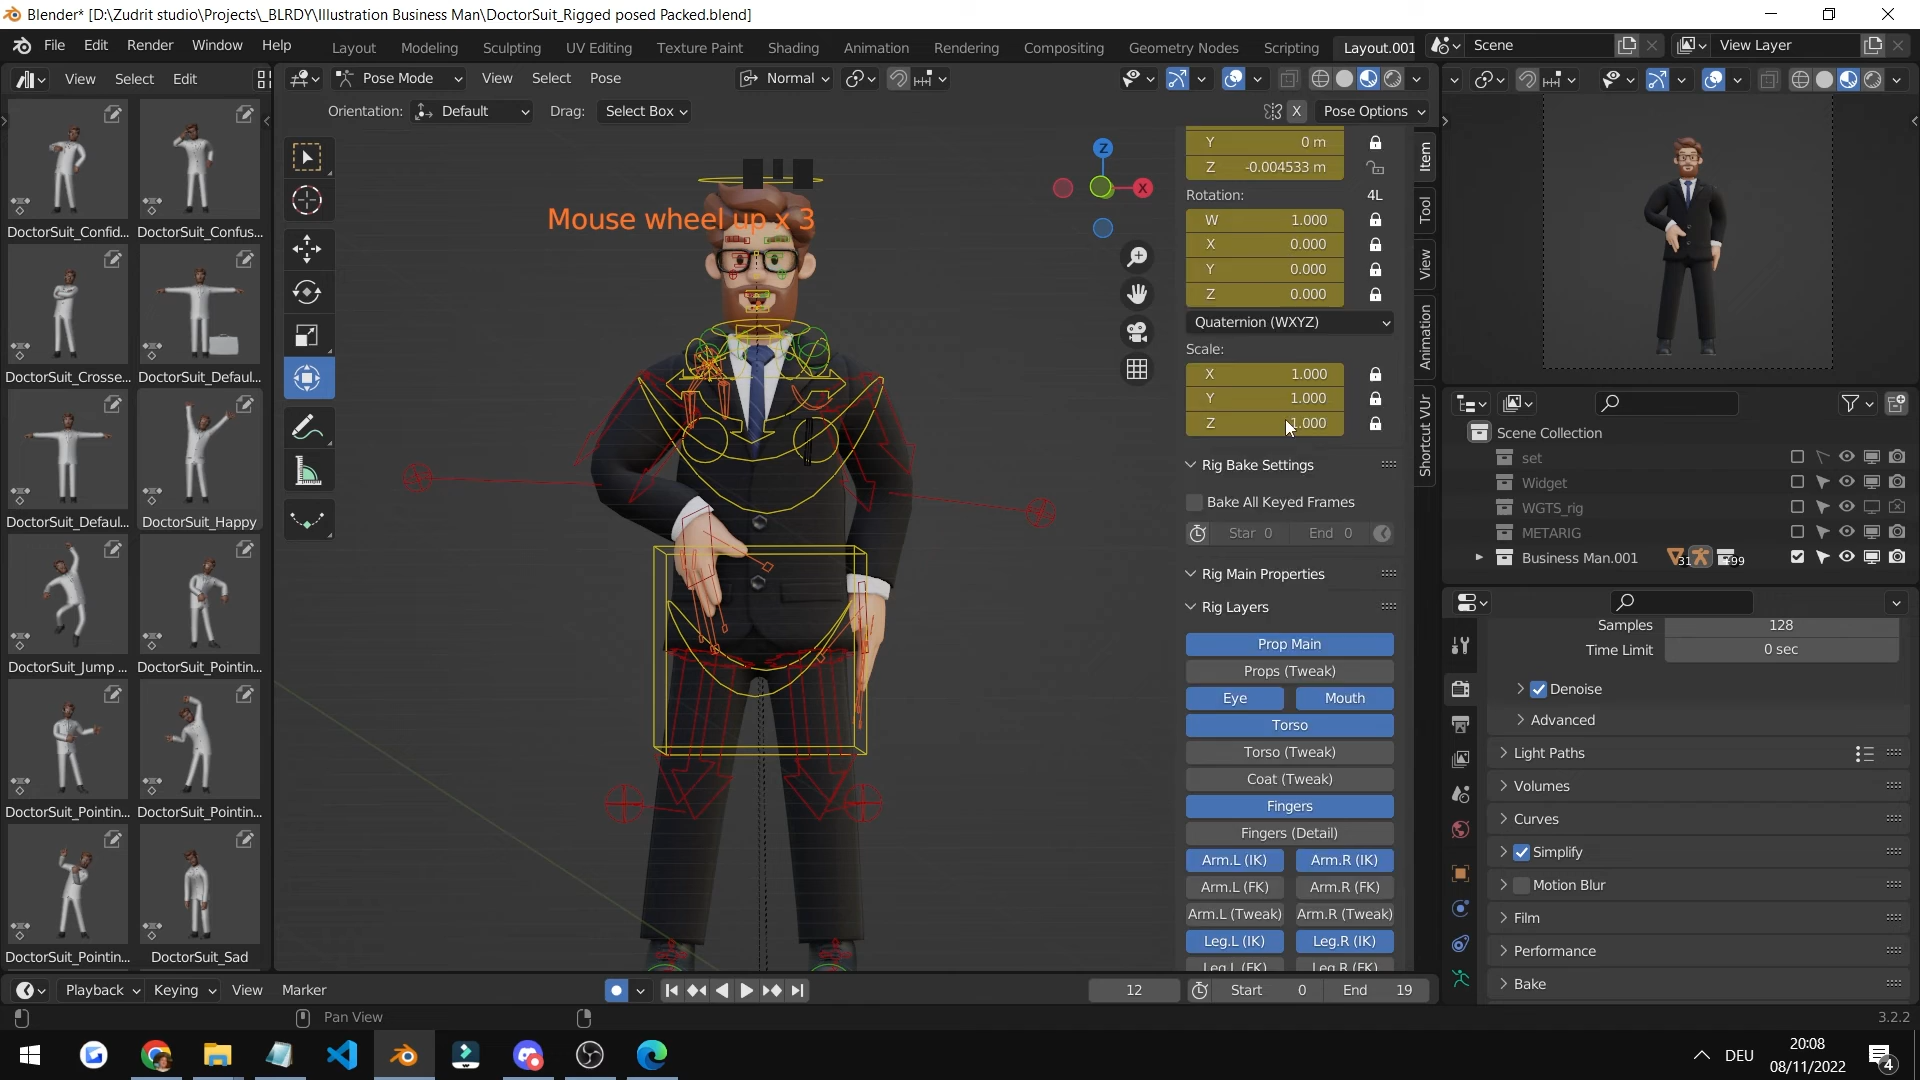 Blender* [D:\Zudrit studio\Projects\_BLRDY\Illustration Business Man\DoctorSuit_Rigged posed Packed.blend]
File Edit Render Window Help
Layout Modeling Sculpting UV Editing Texture Paint Shading Animation Rendering Compositing Geometry Nodes Scripting Layout.001
Scene
View Layer
View Select Edit
Pose Mode
View Select Pose
Normal
Orientation: Default Drag: Select Box
X
Pose Options
DoctorSuit_Confid...
DoctorSuit_Confus...
DoctorSuit_Crosse...
DoctorSuit_Defaul...
DoctorSuit_Defaul...
DoctorSuit_Happy
DoctorSuit_Jump ...
DoctorSuit_Pointin...
DoctorSuit_Pointin...
DoctorSuit_Pointin...
DoctorSuit_Pointin...
DoctorSuit_Sad
Mouse wheel up x 3
Z
X
Y 0 m
Z -0.004533 m
Rotation: 4L
W 1.000
X 0.000
Y 0.000
Z 0.000
Quaternion (WXYZ)
Scale:
X 1.000
Y 1.000
Z 1.000
Rig Bake Settings
Bake All Keyed Frames
Star 0 End 0
Rig Main Properties
Rig Layers
Prop Main
Props (Tweak)
Eye Mouth
Torso
Torso (Tweak)
Coat (Tweak)
Fingers
Fingers (Detail)
Arm.L (IK) Arm.R (IK)
Arm.L (FK) Arm.R (FK)
Arm.L (Tweak) Arm.R (Tweak)
Leg.L (IK) Leg.R (IK)
Leg.L (FK) Leg.R (FK)
Item
Tool
View
Animation
Shortcut VUr
Scene Collection
set
Widget
WGTS_rig
METARIG
Business Man.001 31 99
Samples 128
Time Limit 0 sec
Denoise
Advanced
Light Paths
Volumes
Curves
Simplify
Motion Blur
Film
Performance
Bake
Playback Keying View Marker
12
Start 0 End 19
Pan View
3.2.2
DEU
20:08
08/11/2022
4